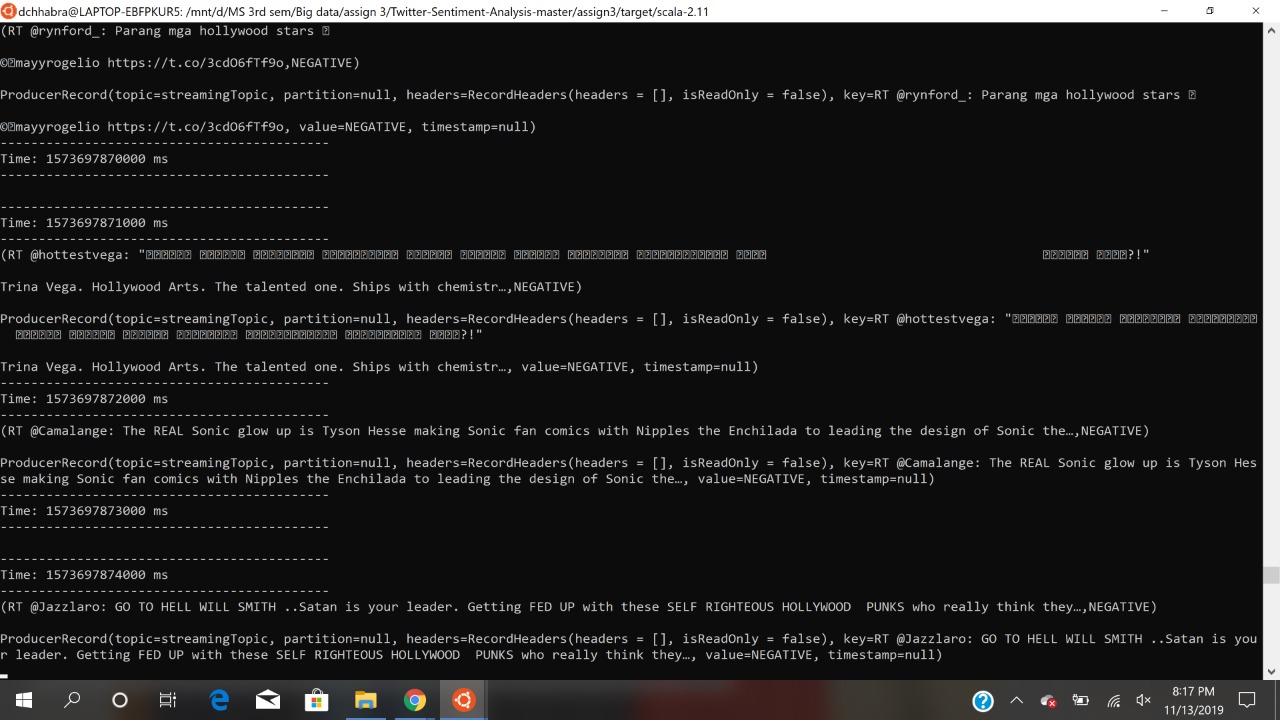 dchhabra@LAPTOP-EBFPKUR5: /mnt/d/MS 3rd sem/Big data/assign 3/Twitter-Sentiment-Analysis-master/assign3/target/scala-2.11
(RT @rynford_: Parang mga hollywood stars
©mayyrogelio https://t.co/3cdO6fTf9o,NEGATIVE)
ProducerRecord(topic=streamingTopic, partition=null, headers=RecordHeaders(headers = [], isReadOnly = false), key=RT @rynford_: Parang mga hollywood stars
©mayyrogelio https://t.co/3cdO6fTf9o, value=NEGATIVE, timestamp=null)
-------------------------------------------
Time: 1573697870000 ms
-------------------------------------------
-------------------------------------------
Time: 1573697871000 ms
-------------------------------------------
(RT @hottestvega: " ?!"
Trina Vega. Hollywood Arts. The talented one. Ships with chemistr…,NEGATIVE)
ProducerRecord(topic=streamingTopic, partition=null, headers=RecordHeaders(headers = [], isReadOnly = false), key=RT @hottestvega: "
?!"
Trina Vega. Hollywood Arts. The talented one. Ships with chemistr…, value=NEGATIVE, timestamp=null)
-------------------------------------------
Time: 1573697872000 ms
-------------------------------------------
(RT @Camalange: The REAL Sonic glow up is Tyson Hesse making Sonic fan comics with Nipples the Enchilada to leading the design of Sonic the…,NEGATIVE)
ProducerRecord(topic=streamingTopic, partition=null, headers=RecordHeaders(headers = [], isReadOnly = false), key=RT @Camalange: The REAL Sonic glow up is Tyson Hes
se making Sonic fan comics with Nipples the Enchilada to leading the design of Sonic the…, value=NEGATIVE, timestamp=null)
-------------------------------------------
Time: 1573697873000 ms
-------------------------------------------
-------------------------------------------
Time: 1573697874000 ms
-------------------------------------------
(RT @Jazzlaro: GO TO HELL WILL SMITH ..Satan is your leader. Getting FED UP with these SELF RIGHTEOUS HOLLYWOOD  PUNKS who really think they…,NEGATIVE)
ProducerRecord(topic=streamingTopic, partition=null, headers=RecordHeaders(headers = [], isReadOnly = false), key=RT @Jazzlaro: GO TO HELL WILL SMITH ..Satan is you
r leader. Getting FED UP with these SELF RIGHTEOUS HOLLYWOOD  PUNKS who really think they…, value=NEGATIVE, timestamp=null)
8:17 PM
11/13/2019